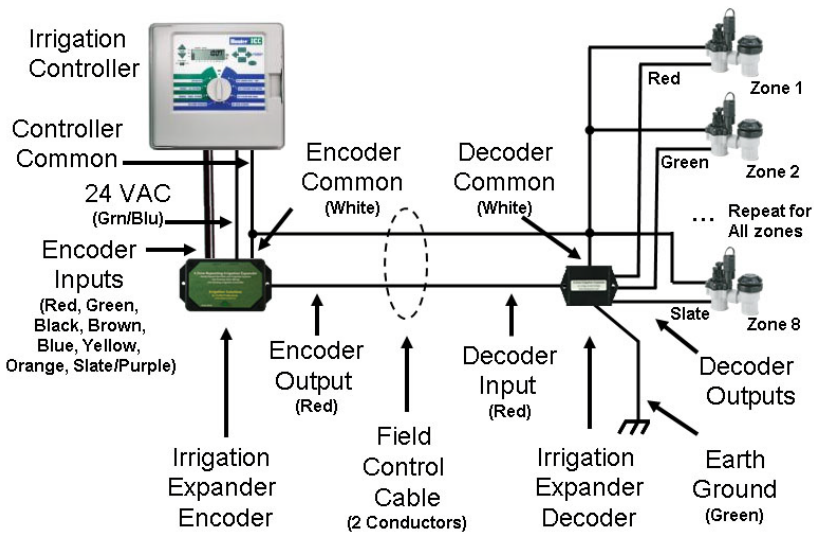 Irrigation
Controller
Controller
Common
24 VAC
(Grn/Blu)
Encoder
Inputs
(Red, Green,
Black, Brown,
Blue, Yellow,
Orange, Slate/Purple)
Irrigation
Expander
Encoder
Encoder
Common
(White)
Encoder
Output
(Red)
Field
Control
Cable
(2 Conductors)
Decoder
Common
(White)
Decoder
Input
(Red)
Irrigation
Expander
Decoder
Red
Zone 1
Green
Zone 2
... Repeat for
All zones
Slate
Zone 8
Decoder
Outputs
Earth
Ground
(Green)